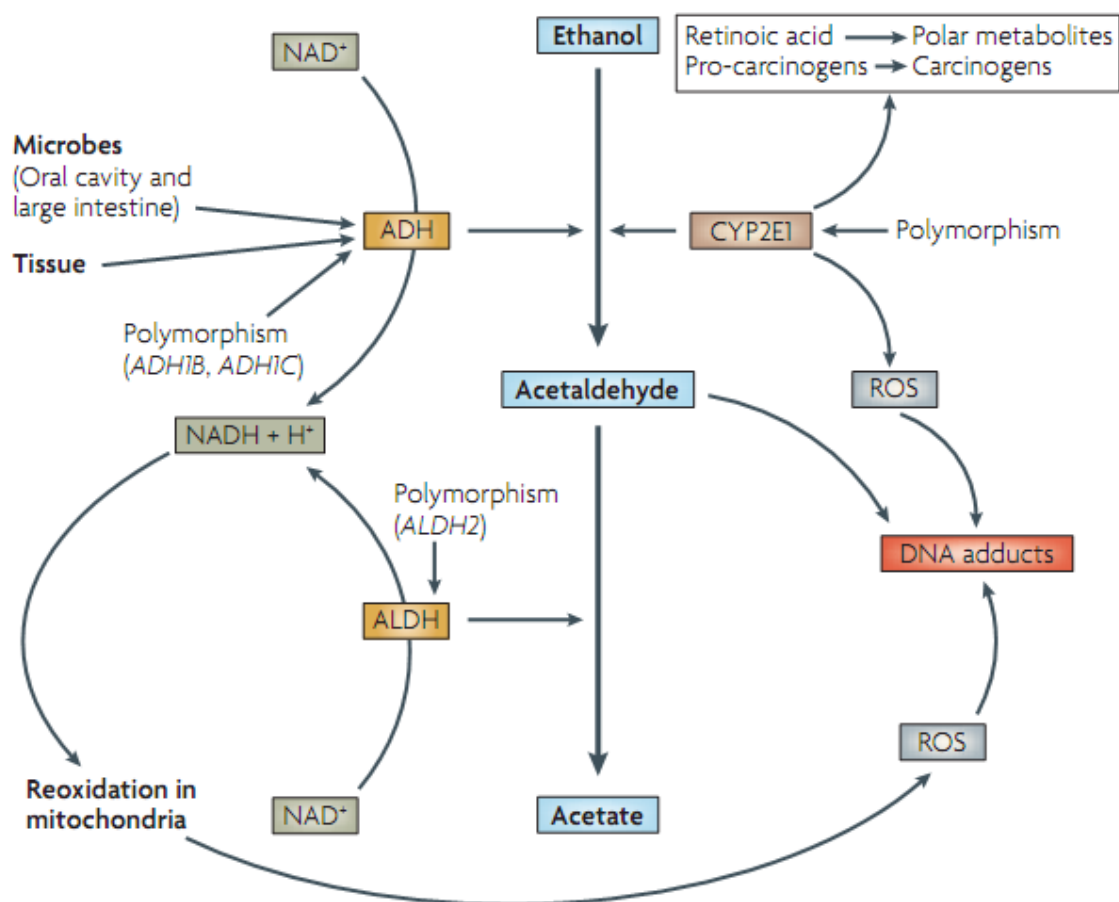 NAD⁺
Ethanol
Retinoic acid → Polar metabolites
Pro-carcinogens → Carcinogens
Microbes
(Oral cavity and
large intestine)
ADH
CYP2E1
Polymorphism
Tissue
Polymorphism
(ADH1B, ADH1C)
Acetaldehyde
ROS
NADH + H⁺
Polymorphism
(ALDH2)
DNA adducts
ALDH
ROS
Reoxidation in
mitochondria
NAD⁺
Acetate